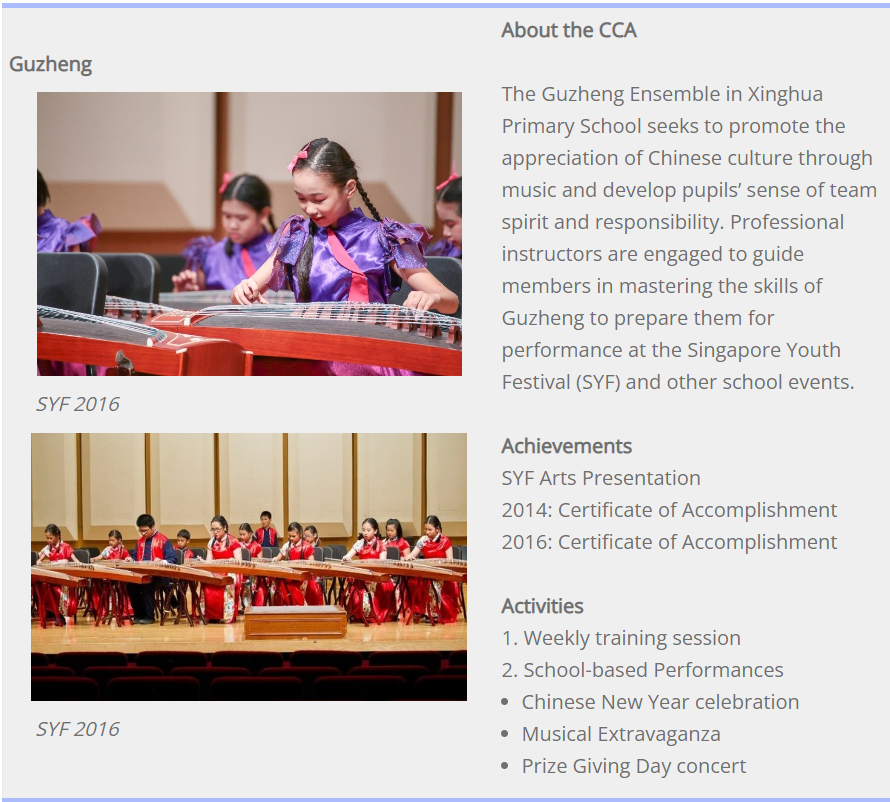 Guzheng
SYF 2016
SYF 2016
About the CCA
The Guzheng Ensemble in Xinghua
Primary School seeks to promote the
appreciation of Chinese culture through
music and develop pupils’ sense of team
spirit and responsibility. Professional
instructors are engaged to guide
members in mastering the skills of
Guzheng to prepare them for
performance at the Singapore Youth
Festival (SYF) and other school events.
Achievements
SYF Arts Presentation
2014: Certificate of Accomplishment
2016: Certificate of Accomplishment
Activities
1. Weekly training session
2. School-based Performances
• Chinese New Year celebration
• Musical Extravaganza
• Prize Giving Day concert